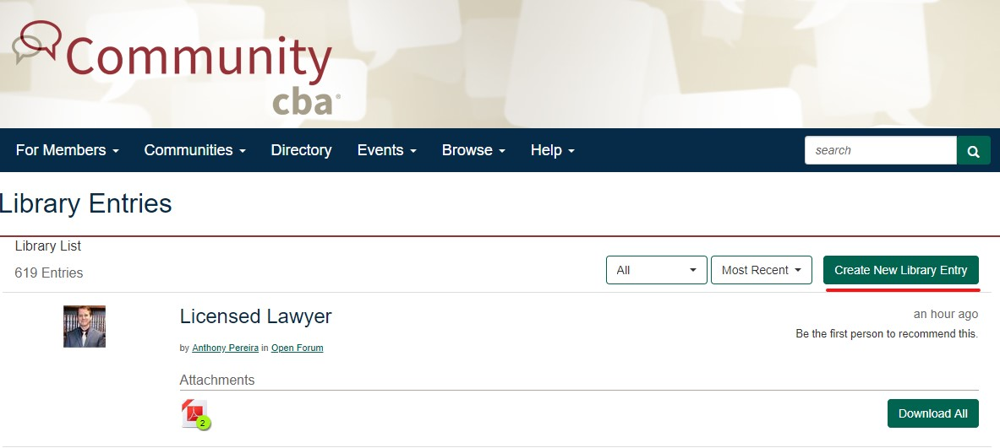 Community
cba
For Members Communities Directory Events Browse Help search
Library Entries
Library List
619 Entries All Most Recent Create New Library Entry
Licensed Lawyer an hour ago
Be the first person to recommend this.
by Anthony Pereira in Open Forum
Attachments
2 Download All